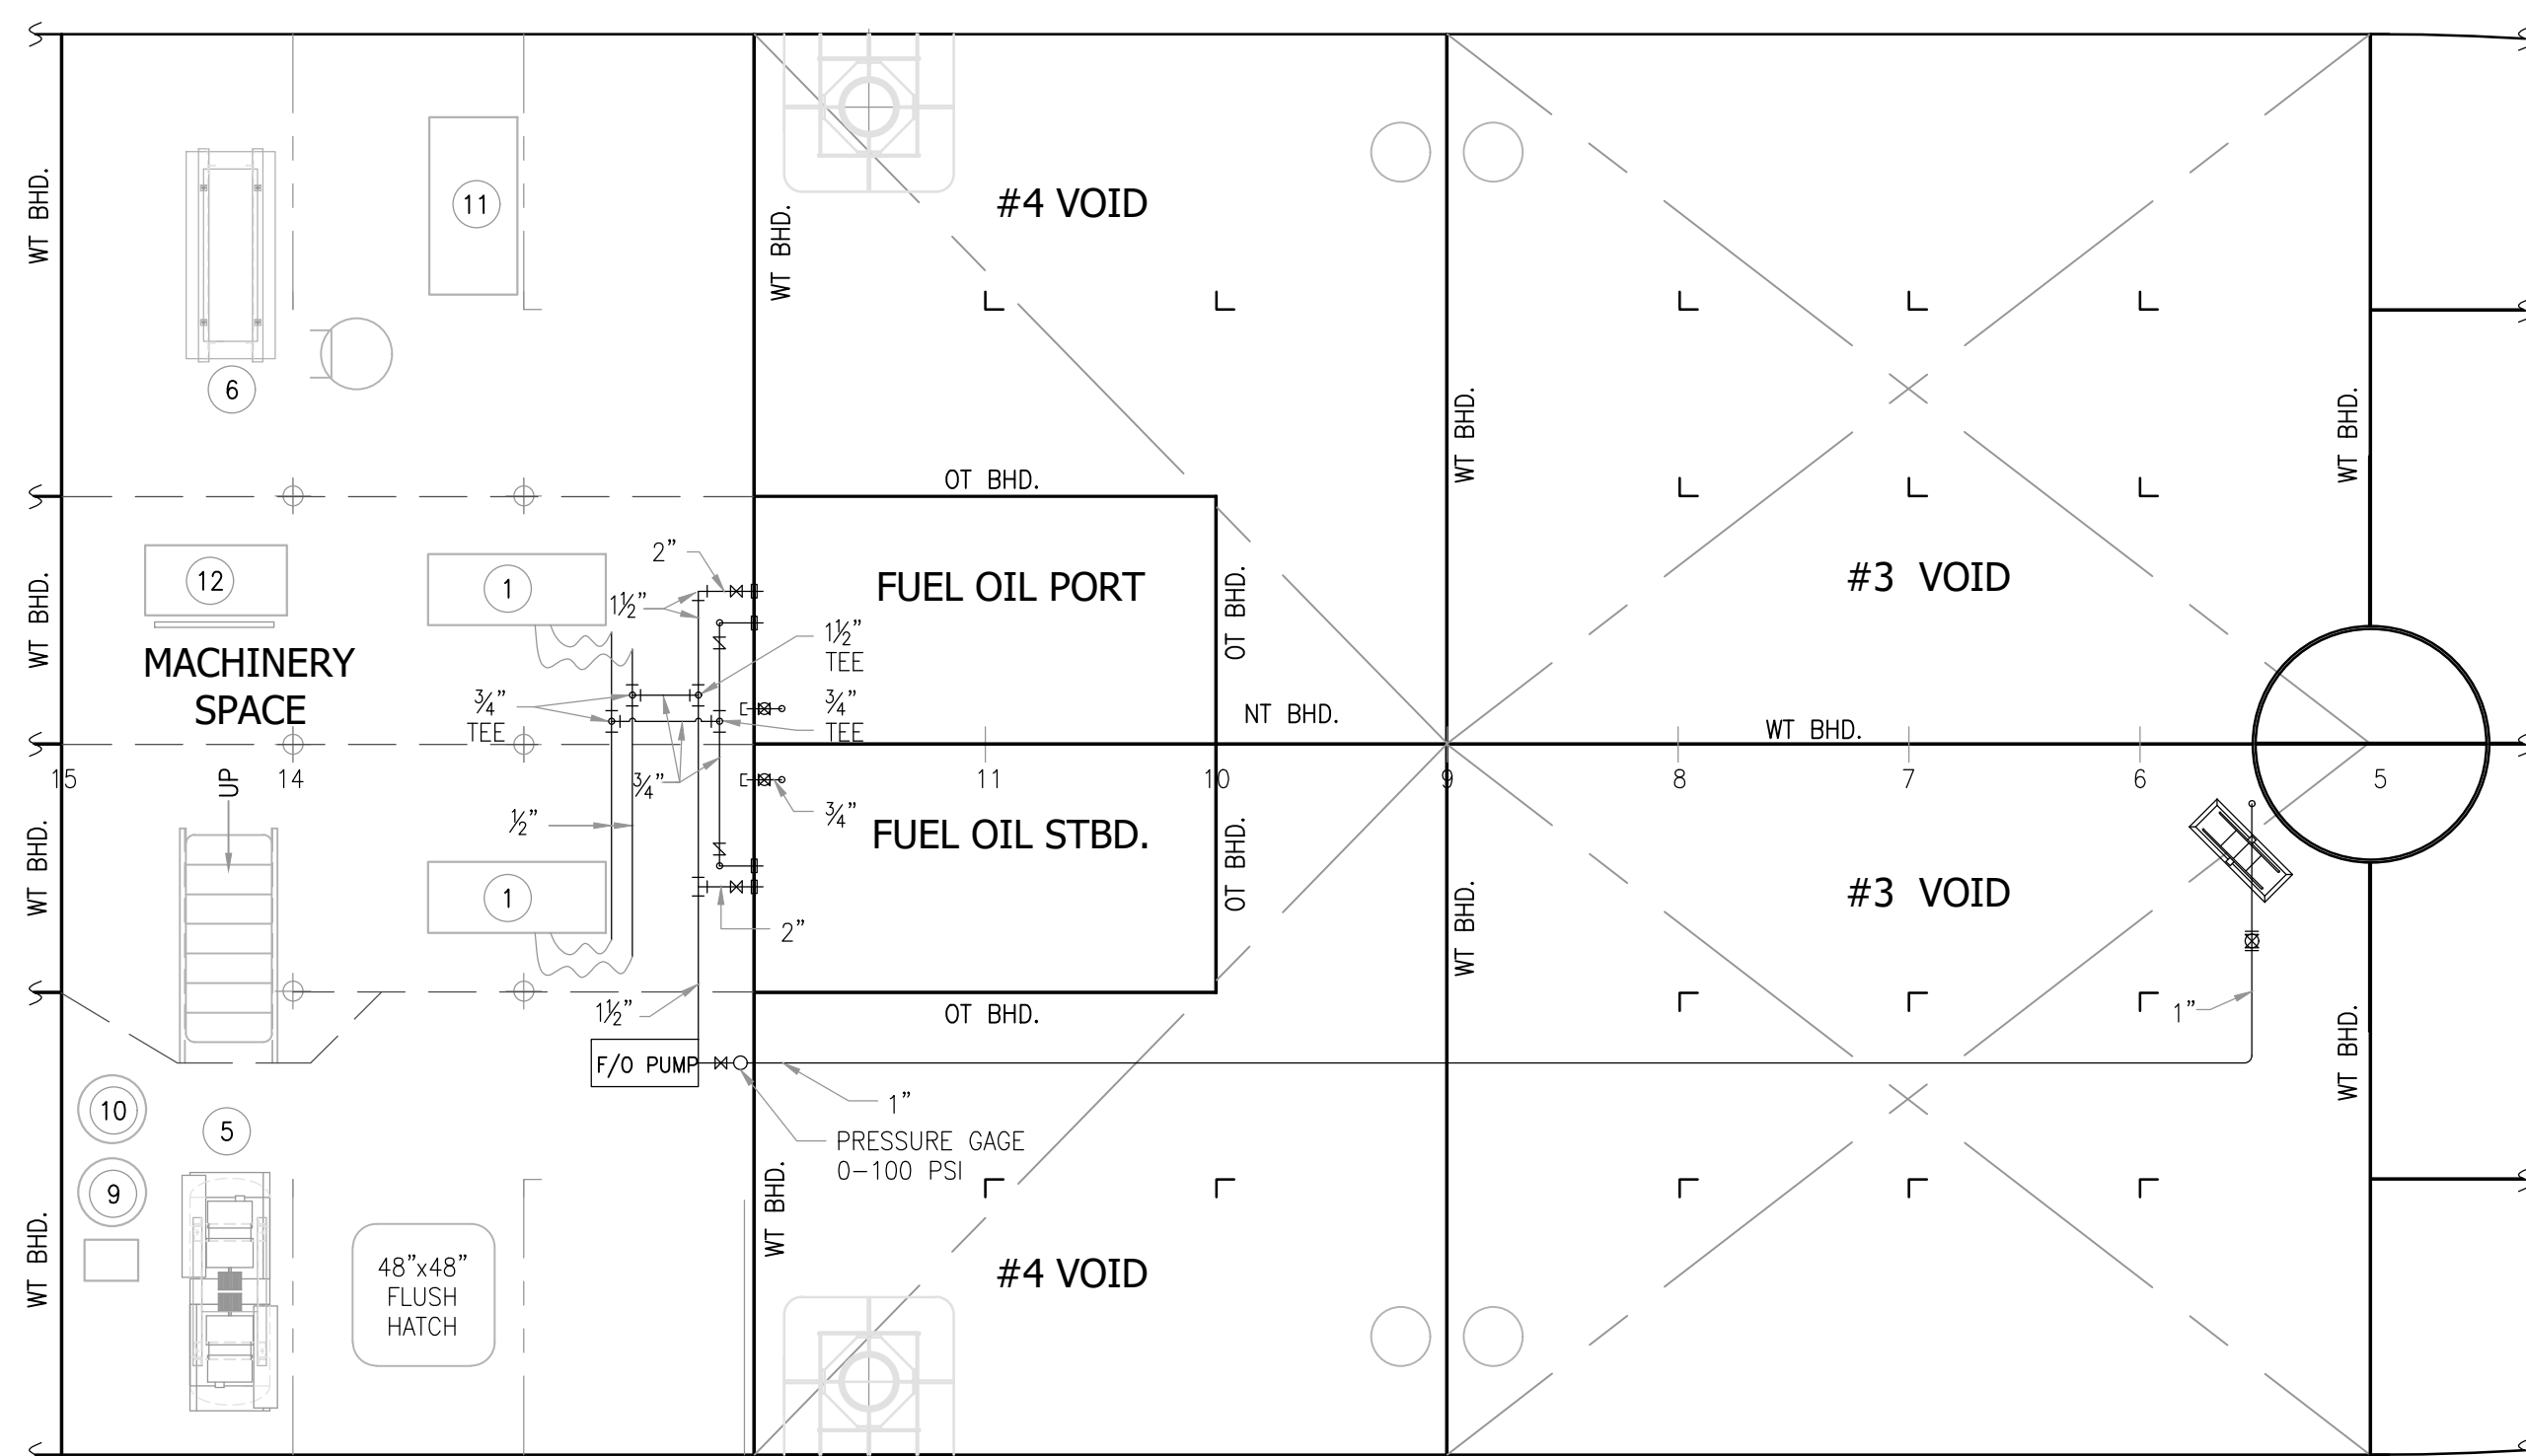 WT BHD.
11
6
WT BHD.
#4 VOID
OT BHD.
WT BHD.
WT BHD.
12
1
2”
1½”
FUEL OIL PORT
OT BHD.
#3 VOID
WT BHD.
MACHINERY
SPACE
1½”
TEE
¾”
TEE
¾”
TEE
NT BHD.
WT BHD.
15
14
UP
¾”
11
10
9
8
7
6
5
½”
¾”
FUEL OIL STBD.
OT BHD.
WT BHD.
1
#3 VOID
WT BHD.
2”
1½”
OT BHD.
1”
WT BHD.
F/O PUMP
1”
10
5
PRESSURE GAGE
0–100 PSI
9
WT BHD.
WT BHD.
48”x48”
FLUSH
HATCH
#4 VOID